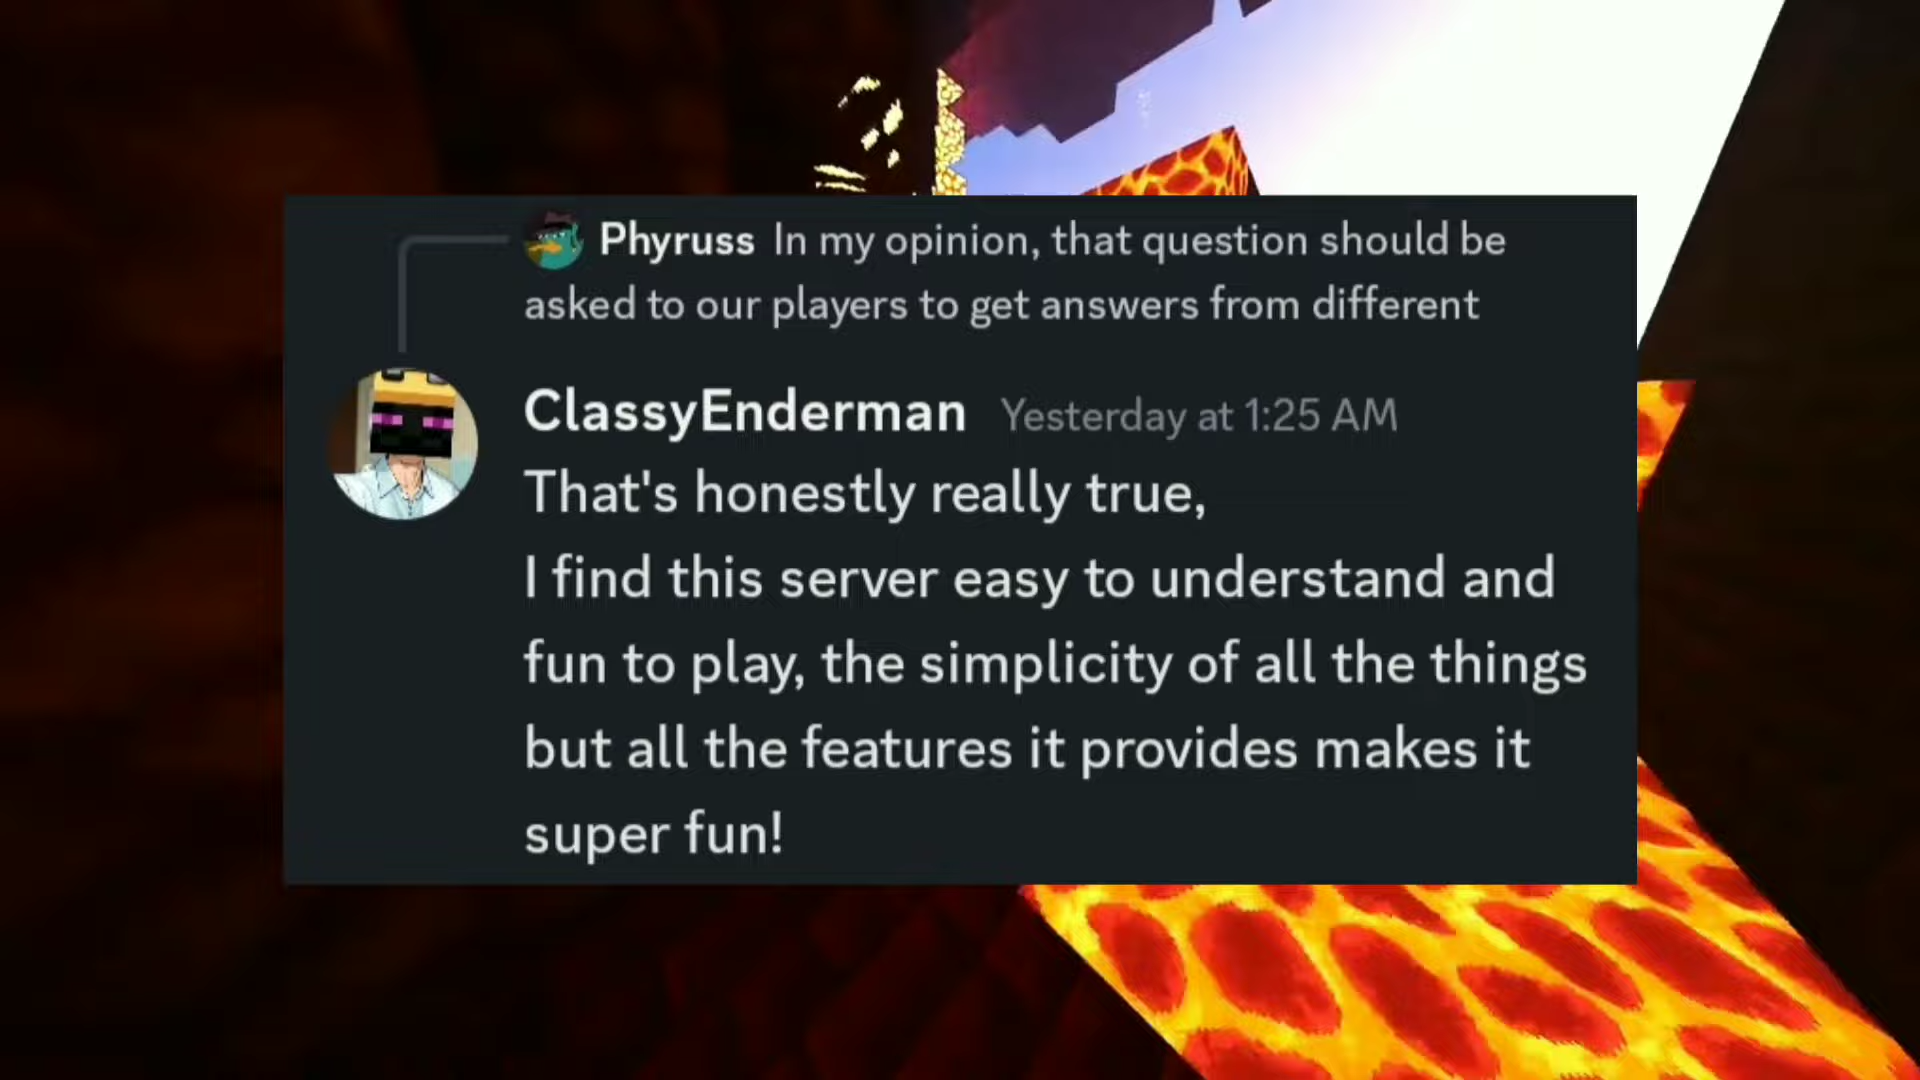 Phyruss In my opinion, that question should be
asked to our players to get answers from different
ClassyEnderman Yesterday at 1:25 AM
That's honestly really true,
I find this server easy to understand and
fun to play, the simplicity of all the things
but all the features it provides makes it
super fun!